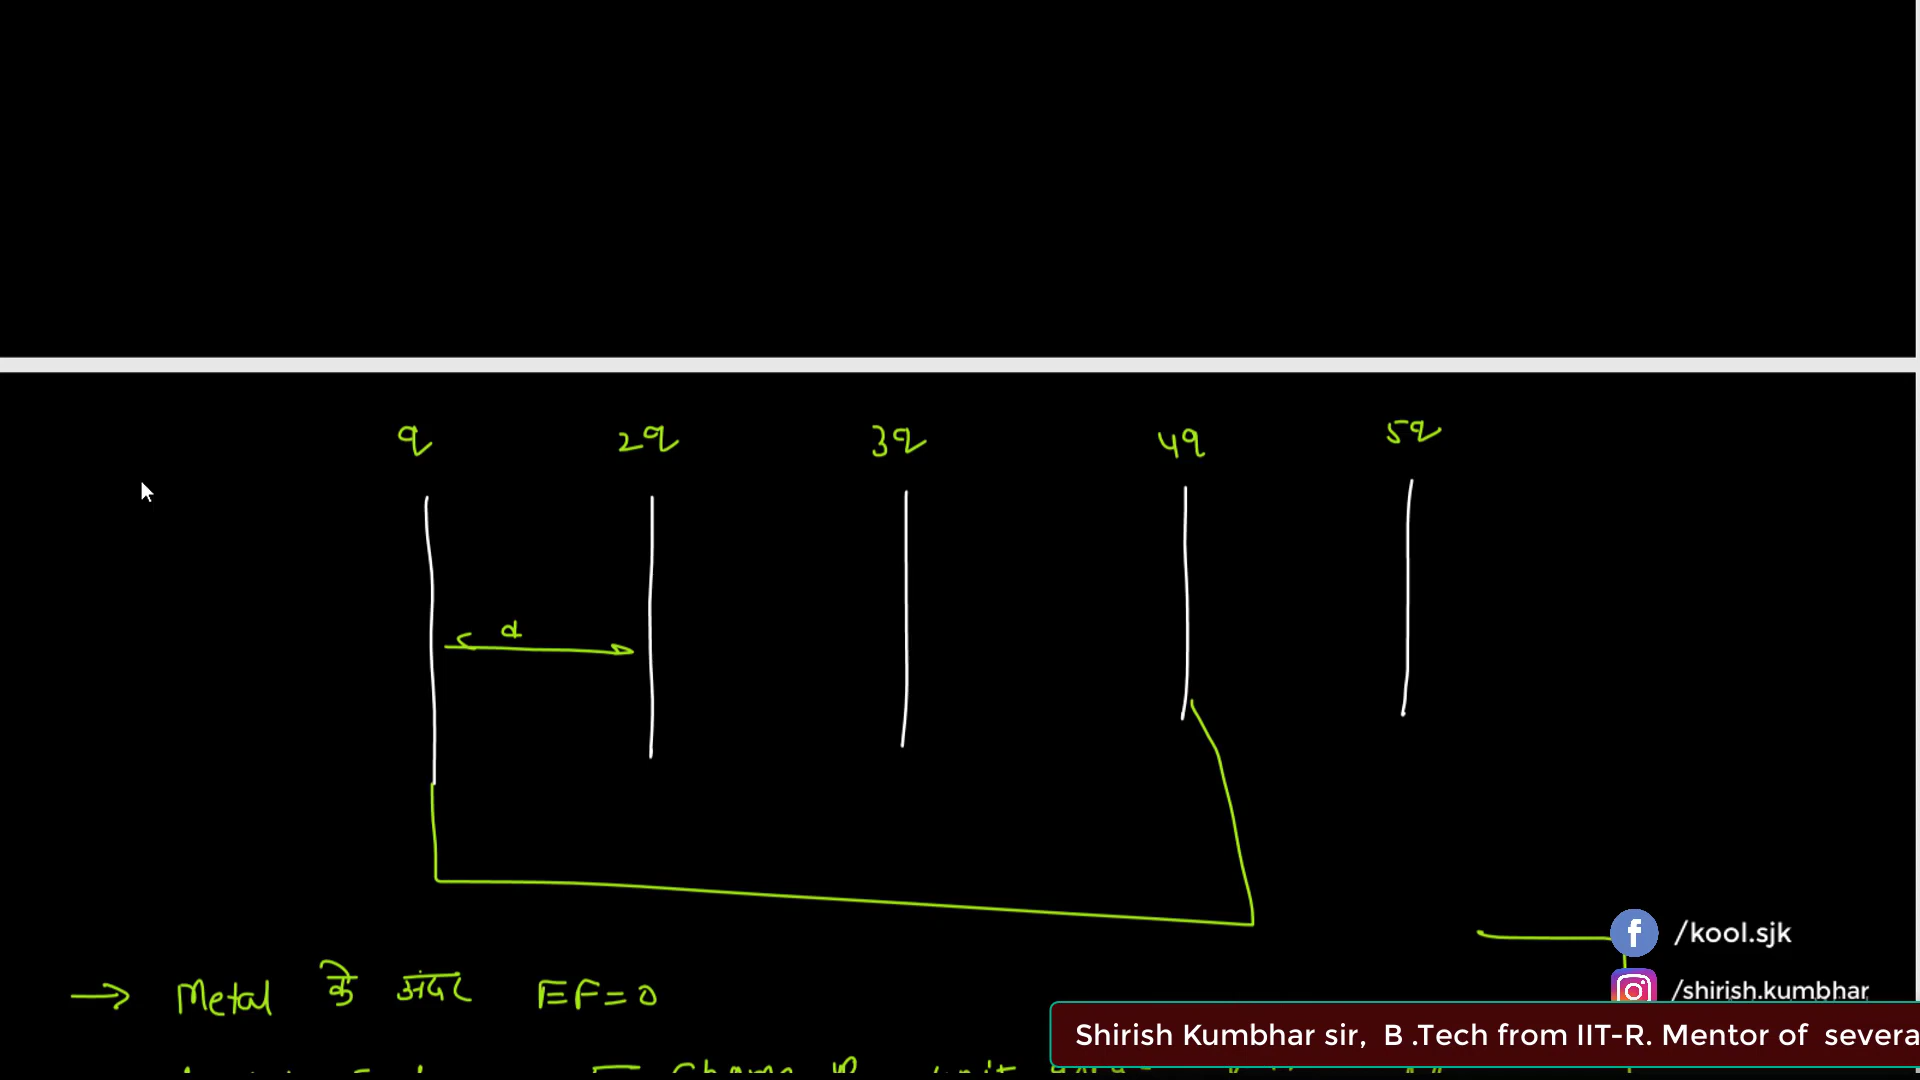 q 2q 3q 4q 5q
d
→ Metal के अंदर EF=0
/kool.sjk
/shirish.kumbhar
Shirish Kumbhar sir, B .Tech from IIT-R. Mentor of severa